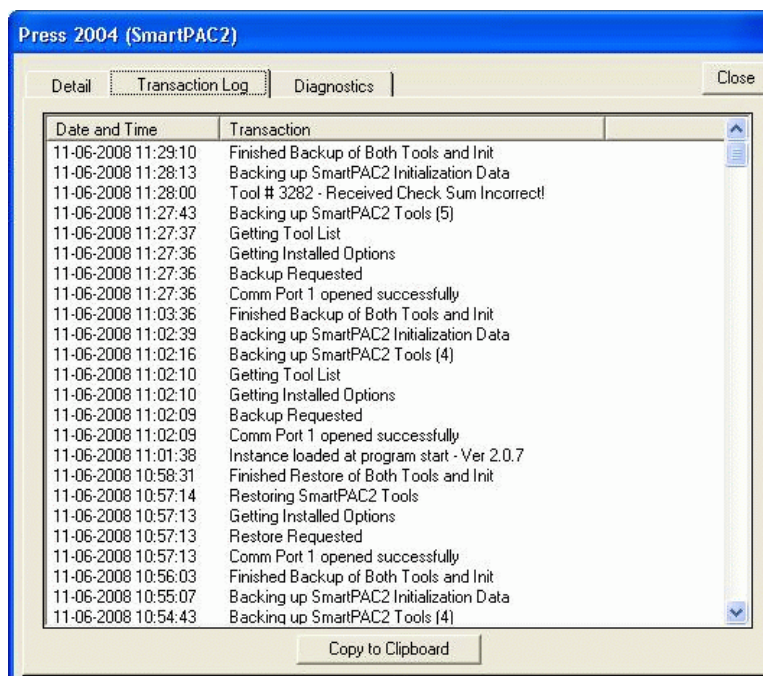 Press 2004 (SmartPAC2)
Detail Transaction Log Diagnostics Close
Date and Time Transaction
11-06-2008 11:29:10 Finished Backup of Both Tools and Init
11-06-2008 11:28:13 Backing up SmartPAC2 Initialization Data
11-06-2008 11:28:00 Tool # 3282 - Received Check Sum Incorrect!
11-06-2008 11:27:43 Backing up SmartPAC2 Tools (5)
11-06-2008 11:27:37 Getting Tool List
11-06-2008 11:27:36 Getting Installed Options
11-06-2008 11:27:36 Backup Requested
11-06-2008 11:27:36 Comm Port 1 opened successfully
11-06-2008 11:03:36 Finished Backup of Both Tools and Init
11-06-2008 11:02:39 Backing up SmartPAC2 Initialization Data
11-06-2008 11:02:16 Backing up SmartPAC2 Tools (4)
11-06-2008 11:02:10 Getting Tool List
11-06-2008 11:02:10 Getting Installed Options
11-06-2008 11:02:09 Backup Requested
11-06-2008 11:02:09 Comm Port 1 opened successfully
11-06-2008 11:01:38 Instance loaded at program start - Ver 2.0.7
11-06-2008 10:58:31 Finished Restore of Both Tools and Init
11-06-2008 10:57:14 Restoring SmartPAC2 Tools
11-06-2008 10:57:13 Getting Installed Options
11-06-2008 10:57:13 Restore Requested
11-06-2008 10:57:13 Comm Port 1 opened successfully
11-06-2008 10:56:03 Finished Backup of Both Tools and Init
11-06-2008 10:55:07 Backing up SmartPAC2 Initialization Data
11-06-2008 10:54:43 Backing up SmartPAC2 Tools (4)
Copy to Clipboard